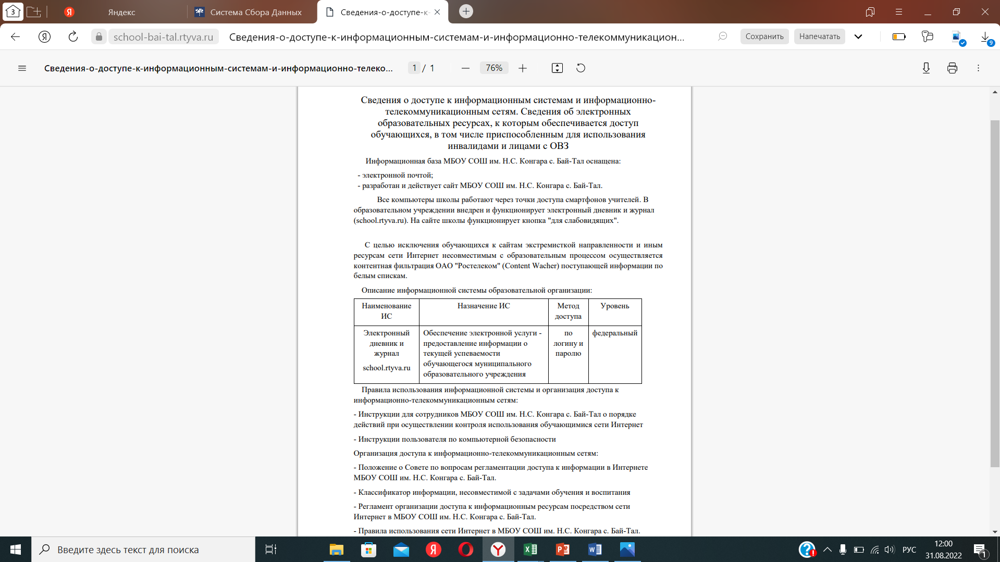 3
Яндекс
Система Сбора Данных
Сведения-о-доступе-к-
school-bai-tal.rtyva.ru
Сведения-о-доступе-к-информационным-системам-и-информационно-телекоммуникацион...
Сохранить
Напечатать
9
Сведения-о-доступе-к-информационным-системам-и-информационно-телеко...
1 / 1
76%
Сведения о доступе к информационным системам и информационно-
телекоммуникационным сетям. Сведения об электронных
образовательных ресурсах, к которым обеспечивается доступ
обучающихся, в том числе приспособленным для использования
инвалидами и лицами с ОВЗ
Информационная база МБОУ СОШ им. Н.С. Конгара с. Бай-Тал оснащена:
- электронной почтой;
- разработан и действует сайт МБОУ СОШ им. Н.С. Конгара с. Бай-Тал.
Все компьютеры школы работают через точки доступа смартфонов учителей. В
образовательном учреждении внедрен и функционирует электронный дневник и журнал
(school.rtyva.ru). На сайте школы функционирует кнопка "для слабовидящих".
С целью исключения обучающихся к сайтам экстремисткой направленности и иным
ресурсам сети Интернет несовместимым с образовательным процессом осуществляется
контентная фильтрация ОАО "Ростелеком" (Content Wacher) поступающей информации по
белым спискам.
Описание информационной системы образовательной организации:
Наименование
ИС
Назначение ИС
Метод
доступа
Уровень
Электронный
дневник и
журнал
school.rtyva.ru
Обеспечение электронной услуги -
предоставление информации о
текущей успеваемости
обучающегося муниципального
образовательного учреждения
по
логину и
паролю
федеральный
Правила использования информационной системы и организация доступа к
информационно-телекоммуникационным сетям:
- Инструкции для сотрудников МБОУ СОШ им. Н.С. Конгара с. Бай-Тал о порядке
действий при осуществлении контроля использования обучающимися сети Интернет
- Инструкции пользователя по компьютерной безопасности
Организация доступа к информационно-телекоммуникационным сетям:
- Положение о Совете по вопросам регламентации доступа к информации в Интернете
МБОУ СОШ им. Н.С. Конгара с. Бай-Тал.
- Классификатор информации, несовместимой с задачами обучения и воспитания
- Регламент организации доступа к информационным ресурсам посредством сети
Интернет в МБОУ СОШ им. Н.С. Конгара с. Бай-Тал.
- Правила использования сети Интернет в МБОУ СОШ им. Н.С. Конгара с. Бай-Тал.
Введите здесь текст для поиска
РУС
12:00
31.08.2022
1